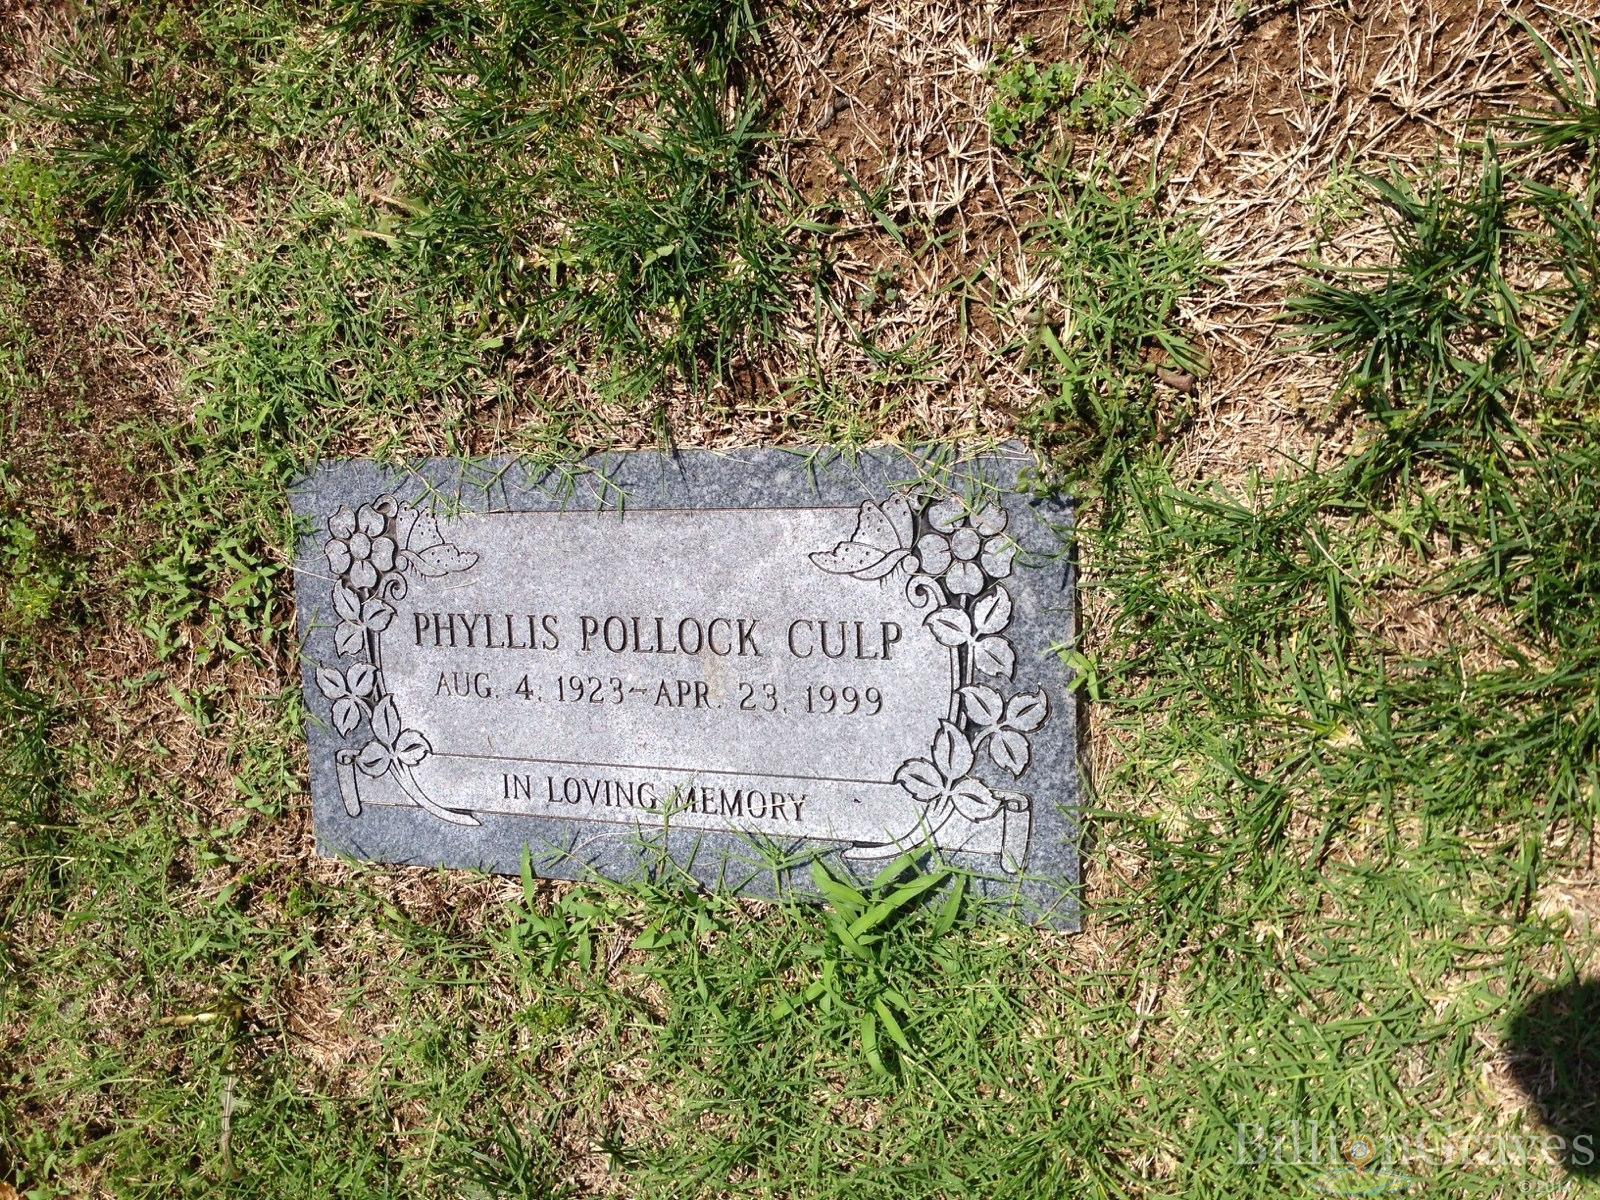 PHYLLIS POLLOCK CULP
AUG. 4, 1923~APR. 23, 1999
IN LOVING MEMORY
BillionGraves